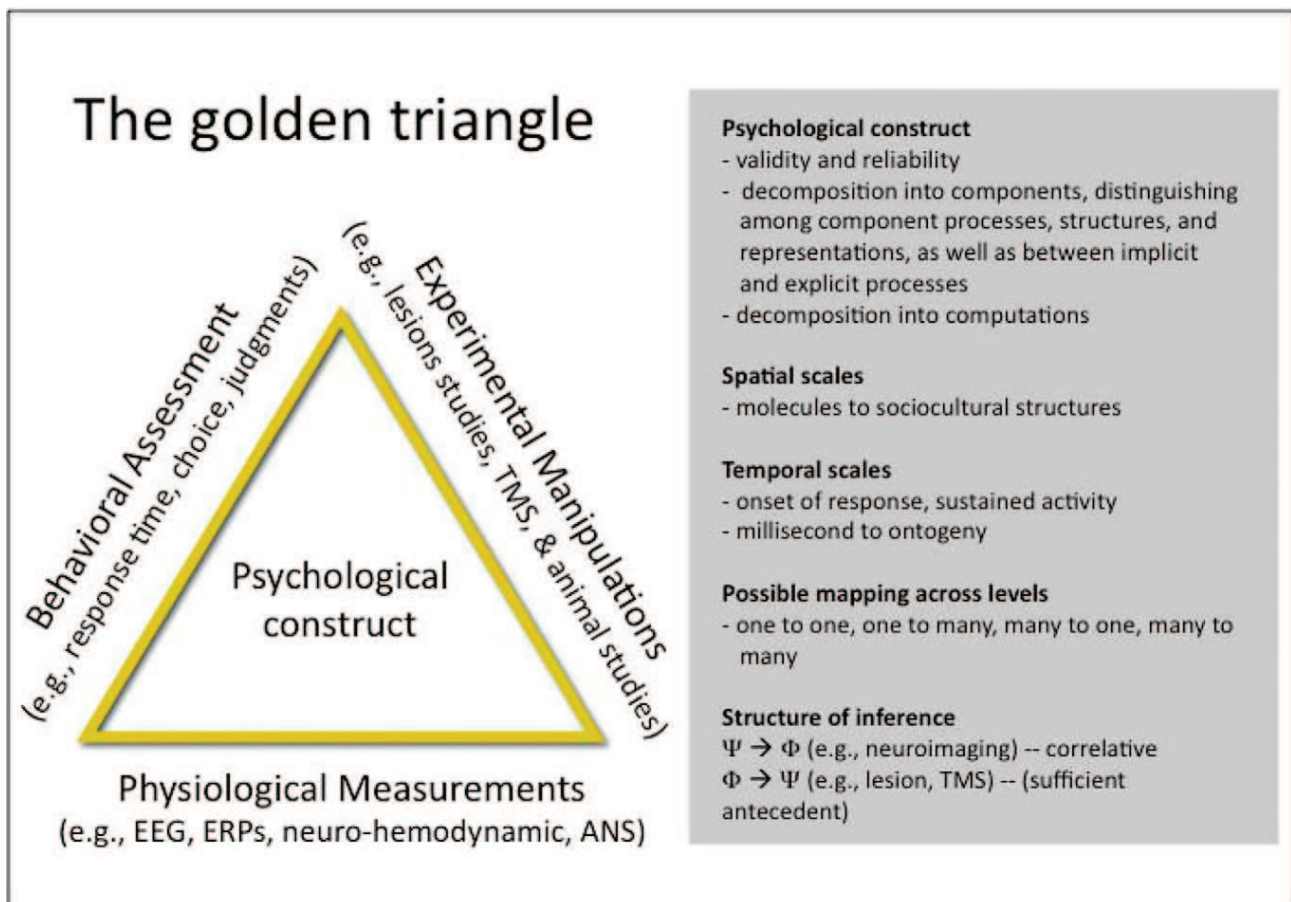 The golden triangle
Behavioral Assessment
(e.g., response time, choice, judgments)
Experimental Manipulations
(e.g., lesions studies, TMS, & animal studies)
Psychological
construct
Physiological Measurements
(e.g., EEG, ERPs, neuro-hemodynamic, ANS)
Psychological construct
- validity and reliability
- decomposition into components, distinguishing
among component processes, structures, and
representations, as well as between implicit
and explicit processes
- decomposition into computations
Spatial scales
- molecules to sociocultural structures
Temporal scales
- onset of response, sustained activity
- millisecond to ontogeny
Possible mapping across levels
- one to one, one to many, many to one, many to
many
Structure of inference
Ψ → Φ (e.g., neuroimaging) -- correlative
Φ → Ψ (e.g., lesion, TMS) -- (sufficient
antecedent)